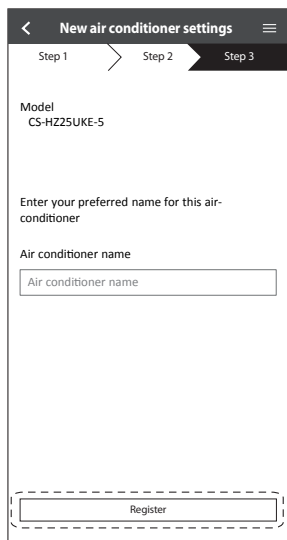 New air conditioner settings
Step 1 Step 2 Step 3
Model
CS-HZ25UKE-5
Enter your preferred name for this air-
conditioner
Air conditioner name
Air conditioner name
Register